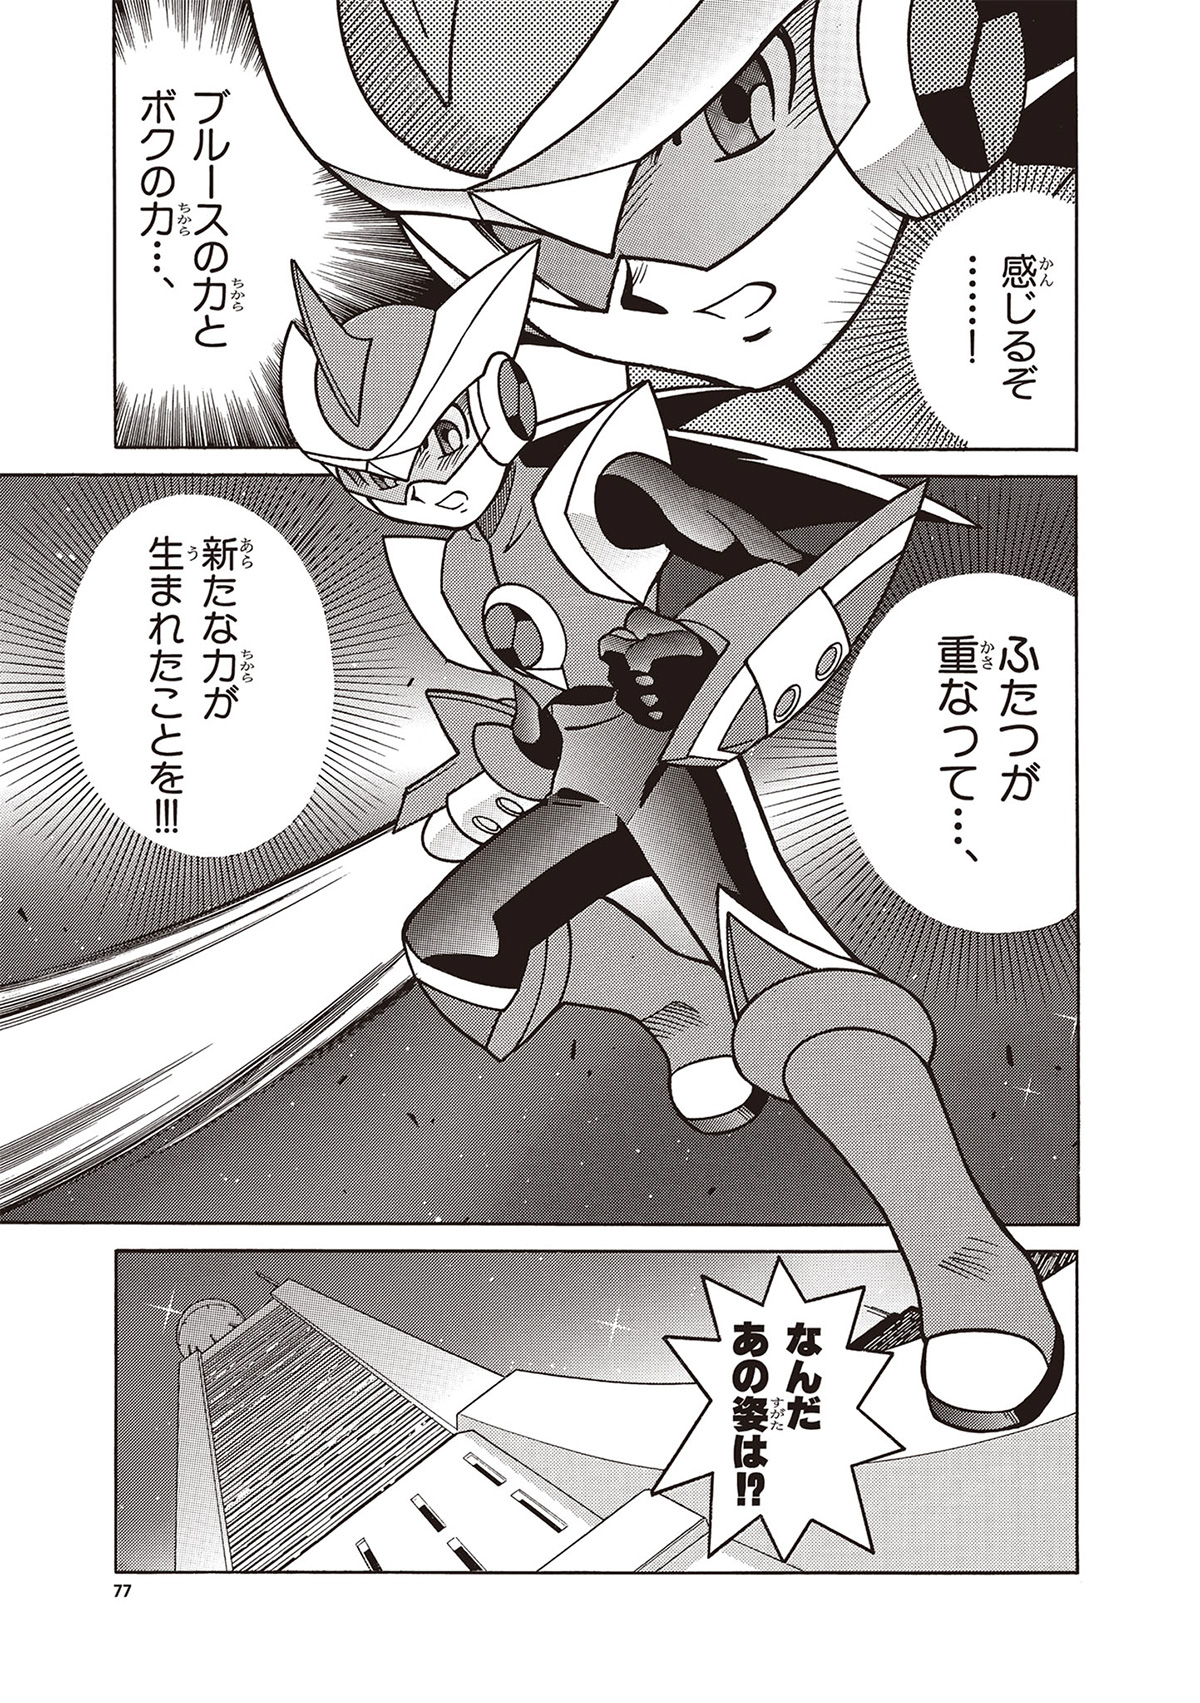 感じるぞ
……！
ブルースの力と
ボクの力…、
ふたつが
重なって…、
新たな力が
生まれたことを!!!
なんだ
あの姿は!?
77